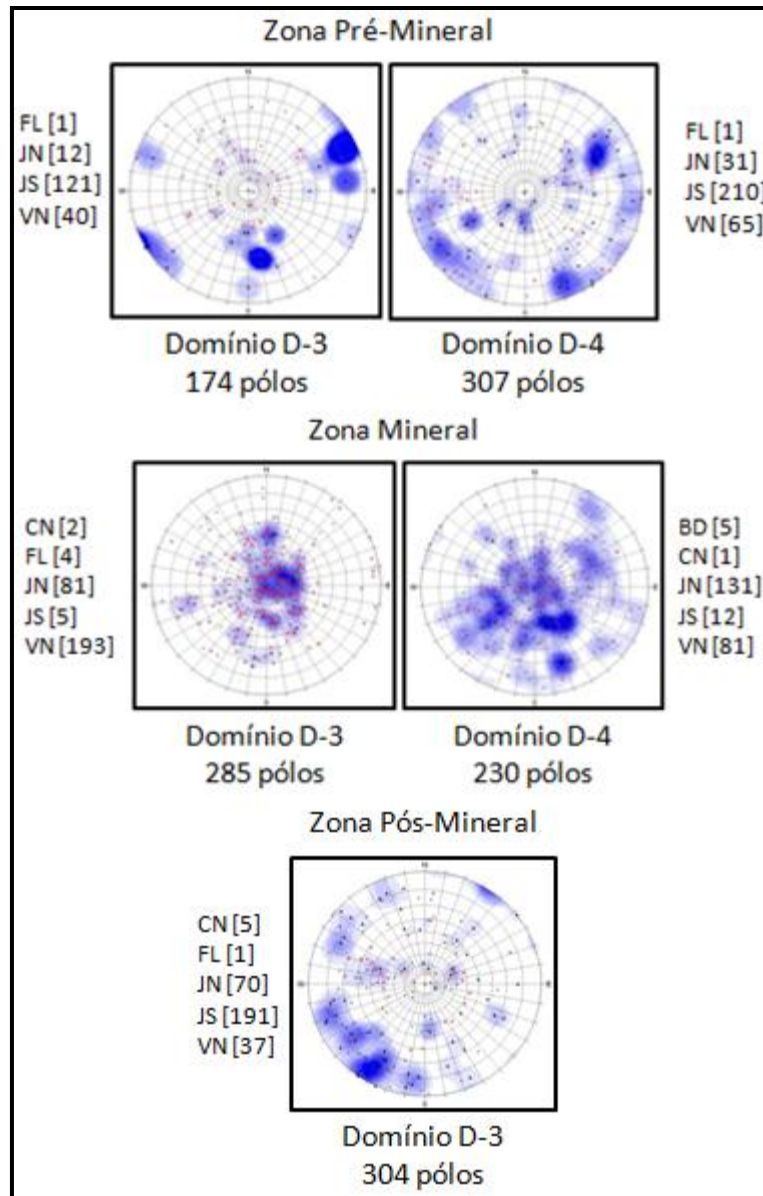 Zona Pré-Mineral
FL [1]
JN [12]
JS [121]
VN [40]
FL [1]
JN [31]
JS [210]
VN [65]
Domínio D-3
174 pólos
Domínio D-4
307 pólos
Zona Mineral
CN [2]
FL [4]
JN [81]
JS [5]
VN [193]
BD [5]
CN [1]
JN [131]
JS [12]
VN [81]
Domínio D-3
285 pólos
Domínio D-4
230 pólos
Zona Pós-Mineral
CN [5]
FL [1]
JN [70]
JS [191]
VN [37]
Domínio D-3
304 pólos